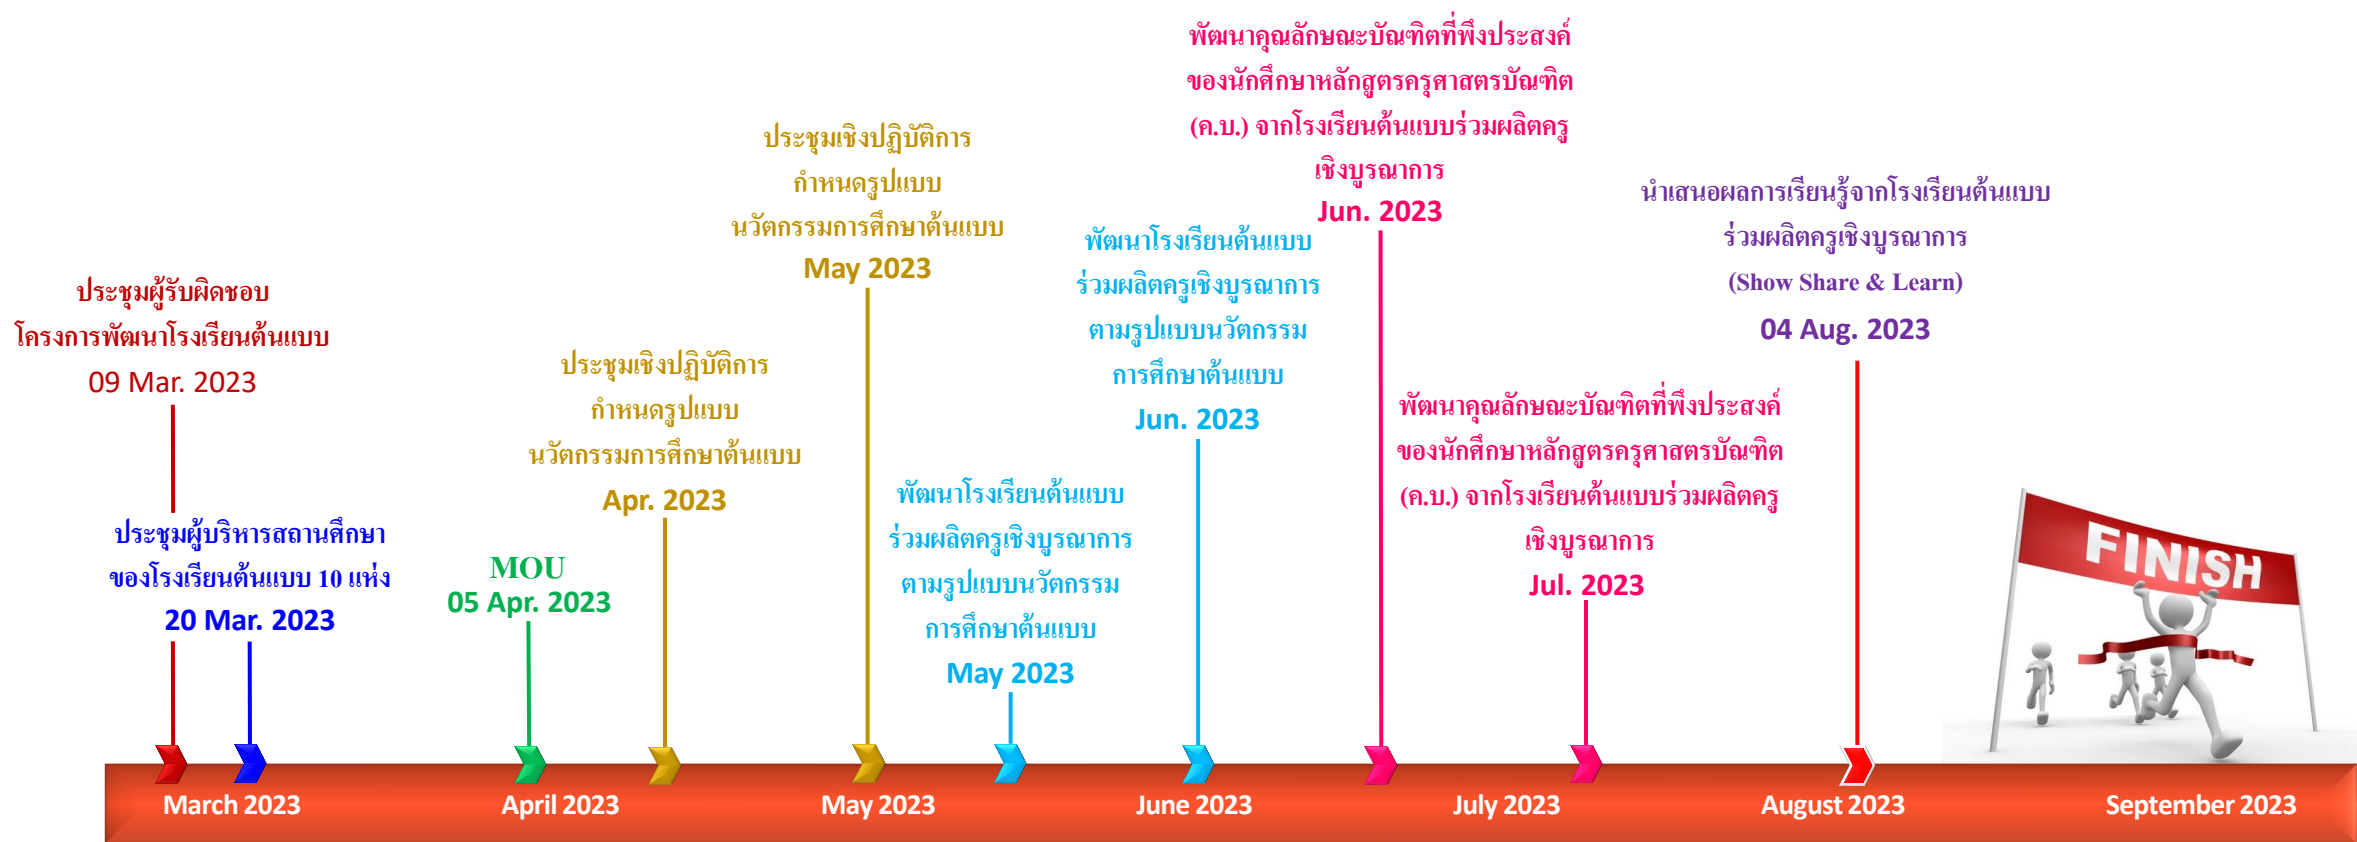 ประชุมผู้รับผิดชอบ
โครงการพัฒนาโรงเรียนต้นแบบ
09 Mar. 2023
ประชุมผู้บริหารสถานศึกษา
ของโรงเรียนต้นแบบ 10 แห่ง
20 Mar. 2023
MOU
05 Apr. 2023
ประชุมเชิงปฏิบัติการ
กำหนดรูปแบบ
นวัตกรรมการศึกษาต้นแบบ
Apr. 2023
ประชุมเชิงปฏิบัติการ
กำหนดรูปแบบ
นวัตกรรมการศึกษาต้นแบบ
May 2023
พัฒนาโรงเรียนต้นแบบ
ร่วมผลิตครูเชิงบูรณาการ
ตามรูปแบบนวัตกรรม
การศึกษาต้นแบบ
May 2023
พัฒนาโรงเรียนต้นแบบ
ร่วมผลิตครูเชิงบูรณาการ
ตามรูปแบบนวัตกรรม
การศึกษาต้นแบบ
Jun. 2023
พัฒนาคุณลักษณะบัณฑิตที่พึงประสงค์
ของนักศึกษาหลักสูตรครุศาสตรบัณฑิต
(ค.บ.) จากโรงเรียนต้นแบบร่วมผลิตครู
เชิงบูรณาการ
Jun. 2023
พัฒนาคุณลักษณะบัณฑิตที่พึงประสงค์
ของนักศึกษาหลักสูตรครุศาสตรบัณฑิต
(ค.บ.) จากโรงเรียนต้นแบบร่วมผลิตครู
เชิงบูรณาการ
Jul. 2023
นำเสนอผลการเรียนรู้จากโรงเรียนต้นแบบ
ร่วมผลิตครูเชิงบูรณาการ
(Show Share & Learn)
04 Aug. 2023
FINISH
March 2023
April 2023
May 2023
June 2023
July 2023
August 2023
September 2023